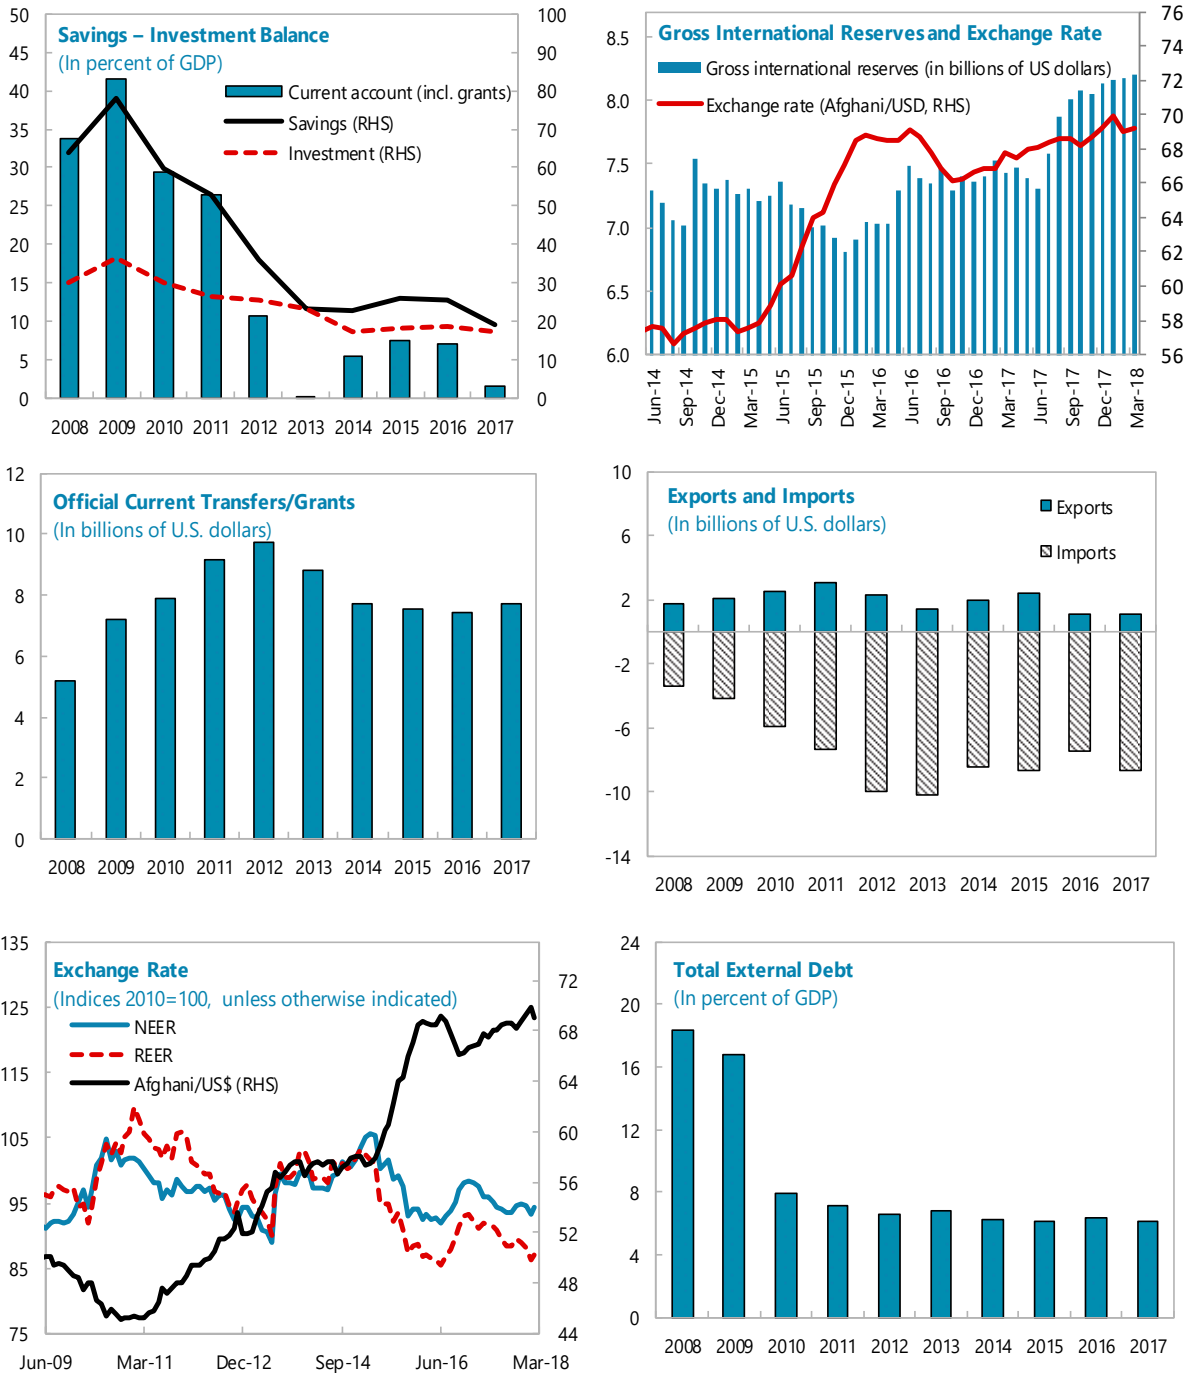 Savings – Investment Balance
(In percent of GDP)
Current account (incl. grants)
Savings (RHS)
Investment (RHS)
50
45
40
35
30
25
20
15
10
5
0
100
90
80
70
60
50
40
30
20
10
0
2008 2009 2010 2011 2012 2013 2014 2015 2016 2017
Gross International Reserves and Exchange Rate
Gross international reserves (in billions of US dollars)
Exchange rate (Afghani/USD, RHS)
8.5
8.0
7.5
7.0
6.5
6.0
76
74
72
70
68
66
64
62
60
58
56
Jun-14 Sep-14 Dec-14 Mar-15 Jun-15 Sep-15 Dec-15 Mar-16 Jun-16 Sep-16 Dec-16 Mar-17 Jun-17 Sep-17 Dec-17 Mar-18
Official Current Transfers/Grants
(In billions of U.S. dollars)
12
10
8
6
4
2
0
2008 2009 2010 2011 2012 2013 2014 2015 2016 2017
Exports and Imports
(In billions of U.S. dollars)
Exports
Imports
10
6
2
-2
-6
-10
-14
2008 2009 2010 2011 2012 2013 2014 2015 2016 2017
Exchange Rate
(Indices 2010=100, unless otherwise indicated)
NEER
REER
Afghani/US$ (RHS)
135
125
115
105
95
85
75
72
68
64
60
56
52
48
44
Jun-09 Mar-11 Dec-12 Sep-14 Jun-16 Mar-18
Total External Debt
(In percent of GDP)
24
20
16
12
8
4
0
2008 2009 2010 2011 2012 2013 2014 2015 2016 2017